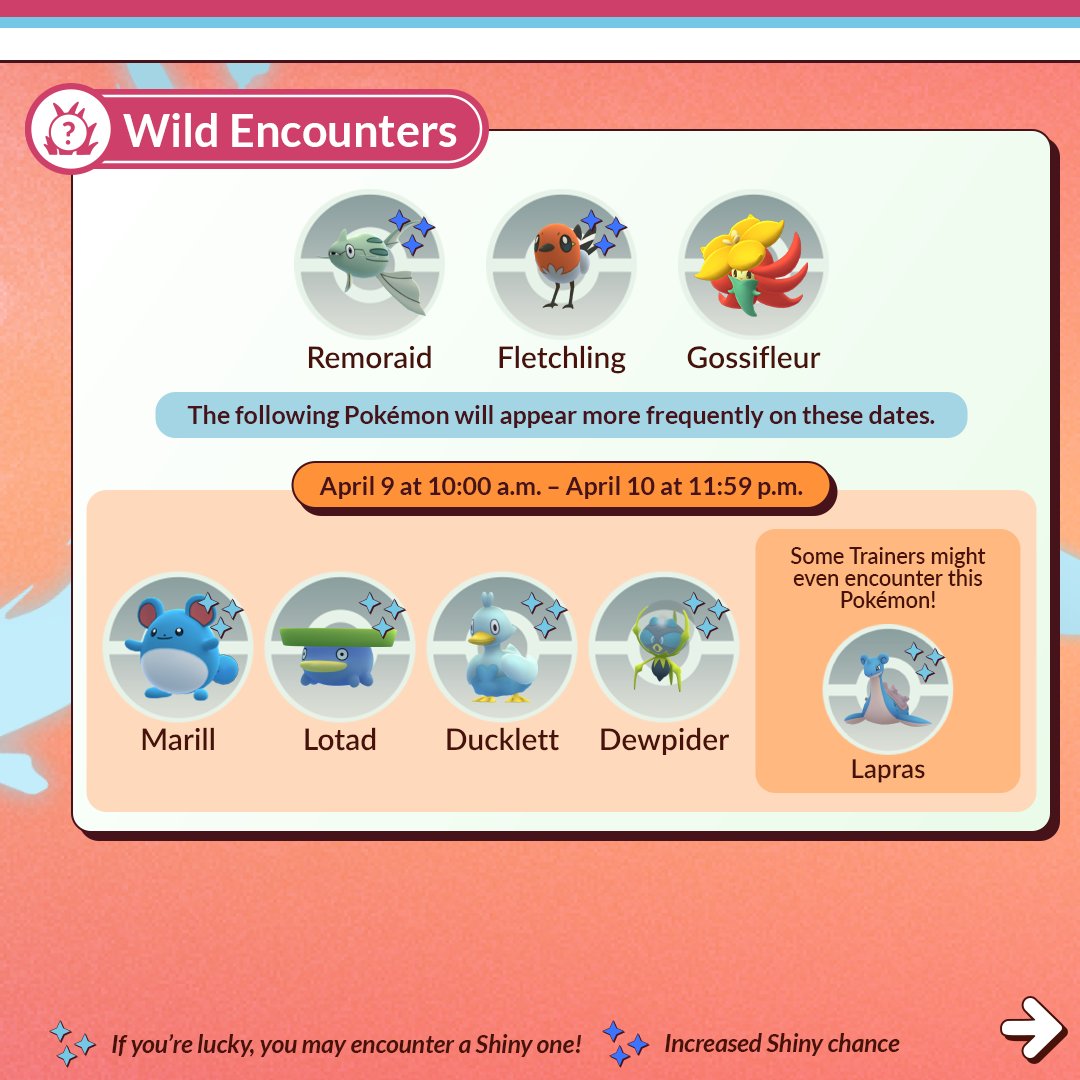 ?
Wild Encounters
Remoraid
Fletchling
Gossifleur
The following Pokémon will appear more frequently on these dates.
April 9 at 10:00 a.m. – April 10 at 11:59 p.m.
Marill
Lotad
Ducklett
Dewpider
Some Trainers might
even encounter this
Pokémon!
Lapras
If you're lucky, you may encounter a Shiny one!
Increased Shiny chance